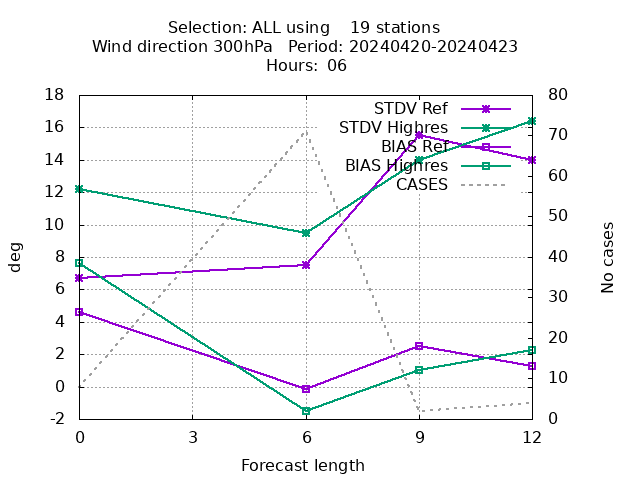 Selection: ALL using    19 stations
Wind direction 300hPa   Period: 20240420-20240423
Hours: 06
18
16
14
12
10
8
6
4
2
0
-2
80
70
60
50
40
30
20
10
0
deg
No cases
STDV Ref
STDV Highres
BIAS Ref
BIAS Highres
CASES
0
3
6
9
12
Forecast length